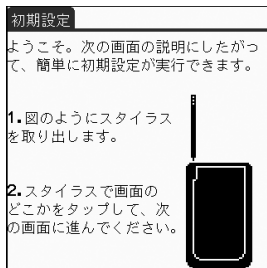 初期設定
ようこそ。次の画面の説明にしたがっ
て、簡単に初期設定が実行できます。
1.図のようにスタイラス
を取り出します。
2.スタイラスで画面の
どこかをタップして、次
の画面に進んでください。